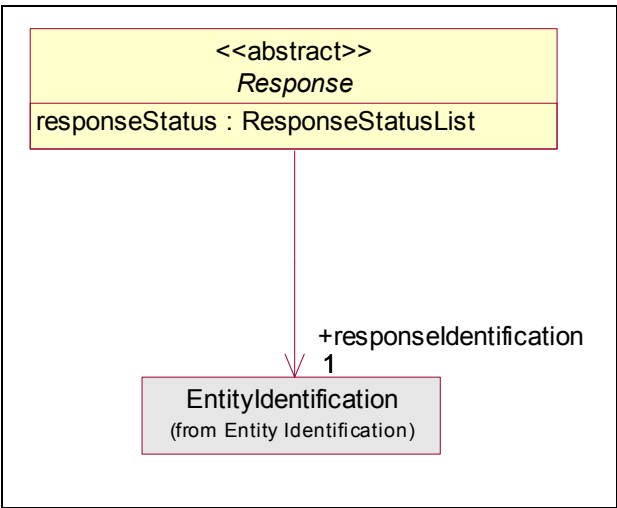 <<abstract>>
Response
responseStatus : ResponseStatusList
+responseIdentification
1
EntityIdentification
(from Entity Identification)